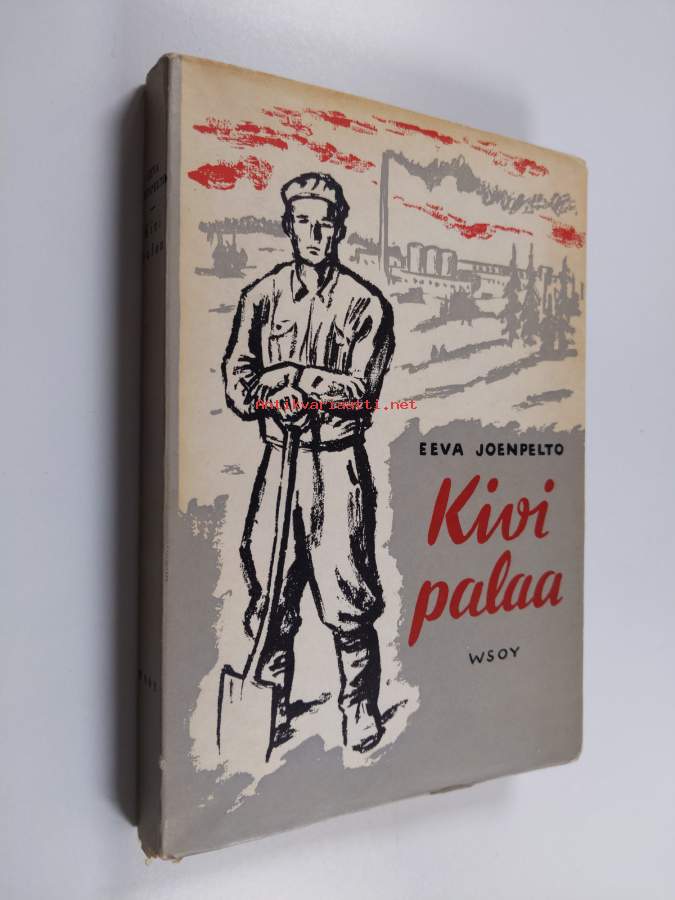 EEVA JOENPELTO
Kivi
palaa
WSOY
Antikvariaatti.net